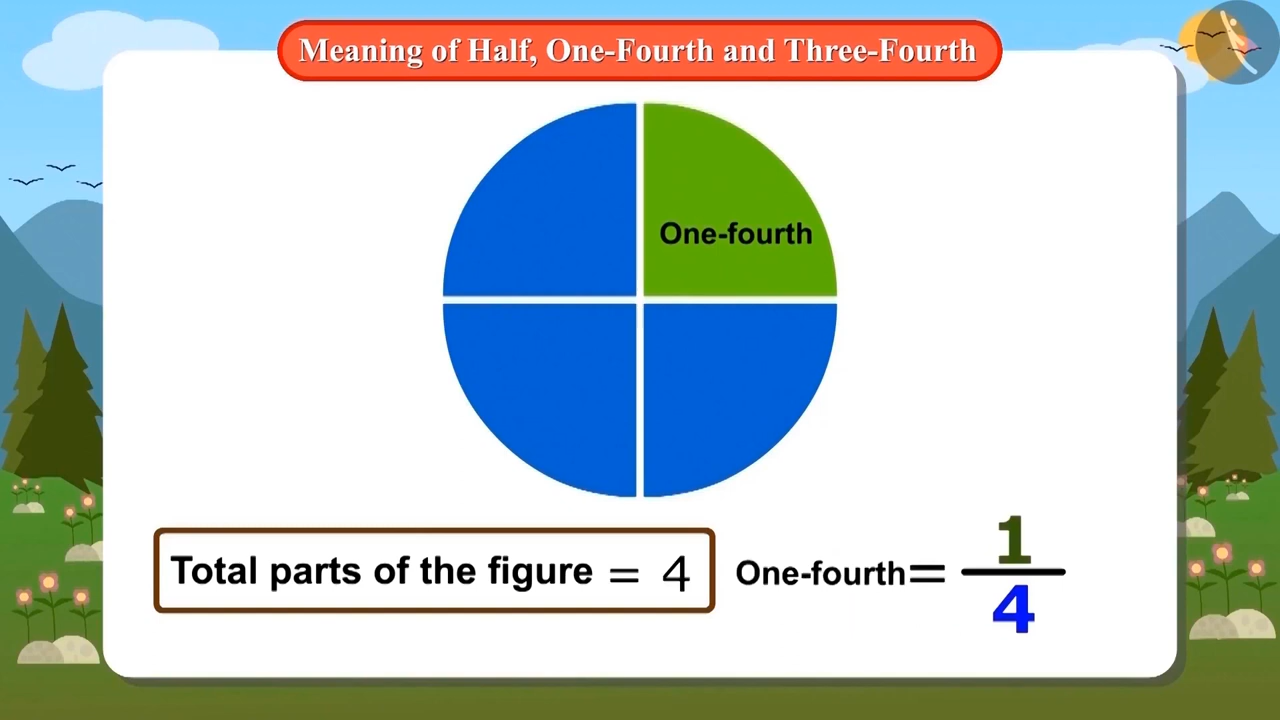 Meaning of Half, One-Fourth and Three-Fourth
One-fourth
Total parts of the figure = 4
One-fourth = 1/4